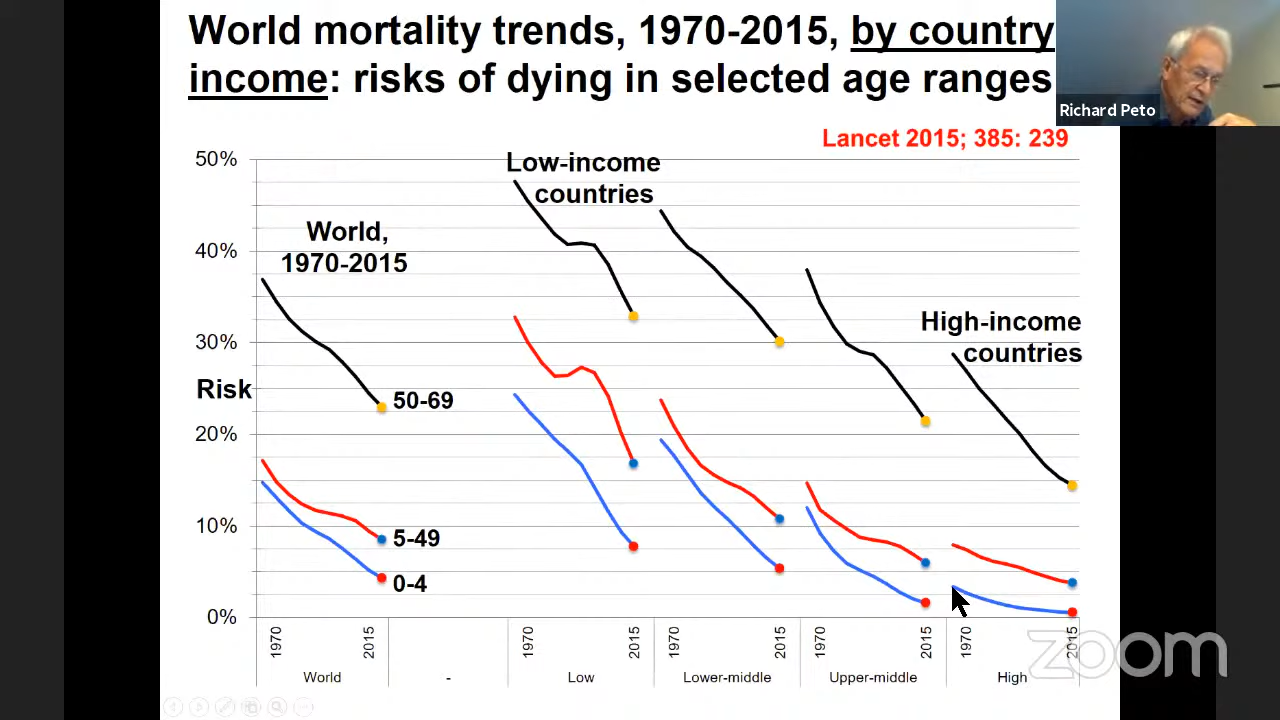 World mortality trends, 1970-2015, by country
income: risks of dying in selected age ranges
Richard Peto
Lancet 2015; 385: 239
50%
40%
30%
20%
10%
0%
Risk
World,
1970-2015
Low-income
countries
High-income
countries
50-69
5-49
0-4
1970
2015
1970
2015
1970
2015
1970
2015
1970
2015
World
-
Low
Lower-middle
Upper-middle
High
zoom